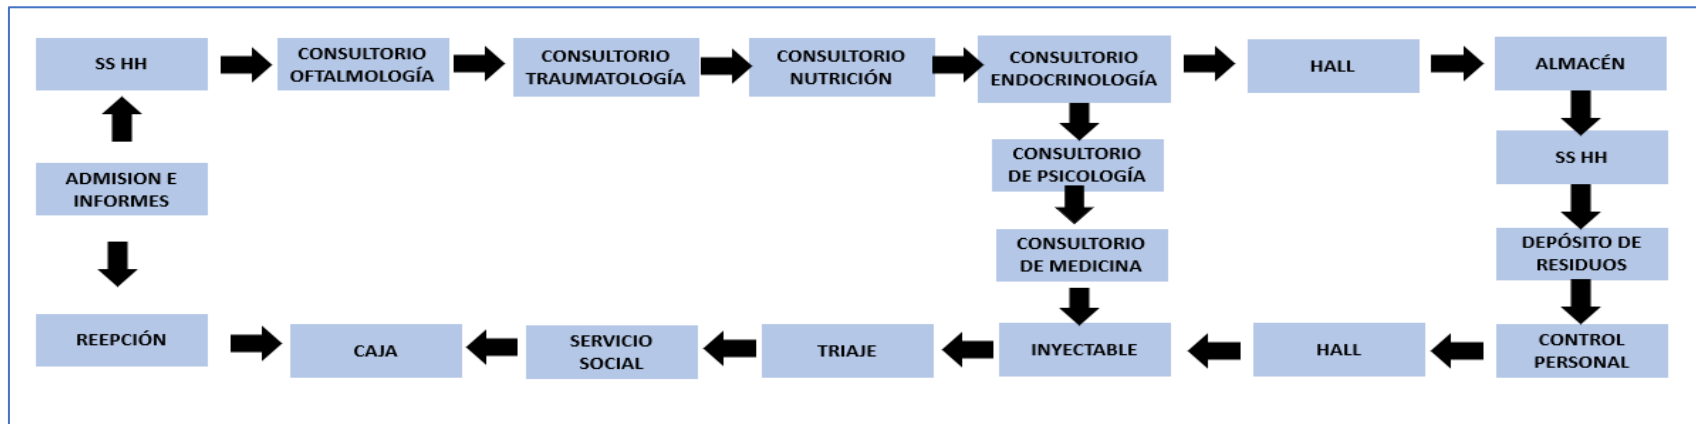 SS HH
CONSULTORIO
OFTALMOLOGÍA
CONSULTORIO
TRAUMATOLOGÍA
CONSULTORIO
NUTRICIÓN
CONSULTORIO
ENDOCRINOLOGÍA
HALL
ALMACÉN
ADMISION E
INFORMES
CONSULTORIO
DE PSICOLOGÍA
SS HH
CONSULTORIO
DE MEDICINA
DEPÓSITO DE
RESIDUOS
REEPCIÓN
CAJA
SERVICIO
SOCIAL
TRIAJE
INYECTABLE
HALL
CONTROL
PERSONAL